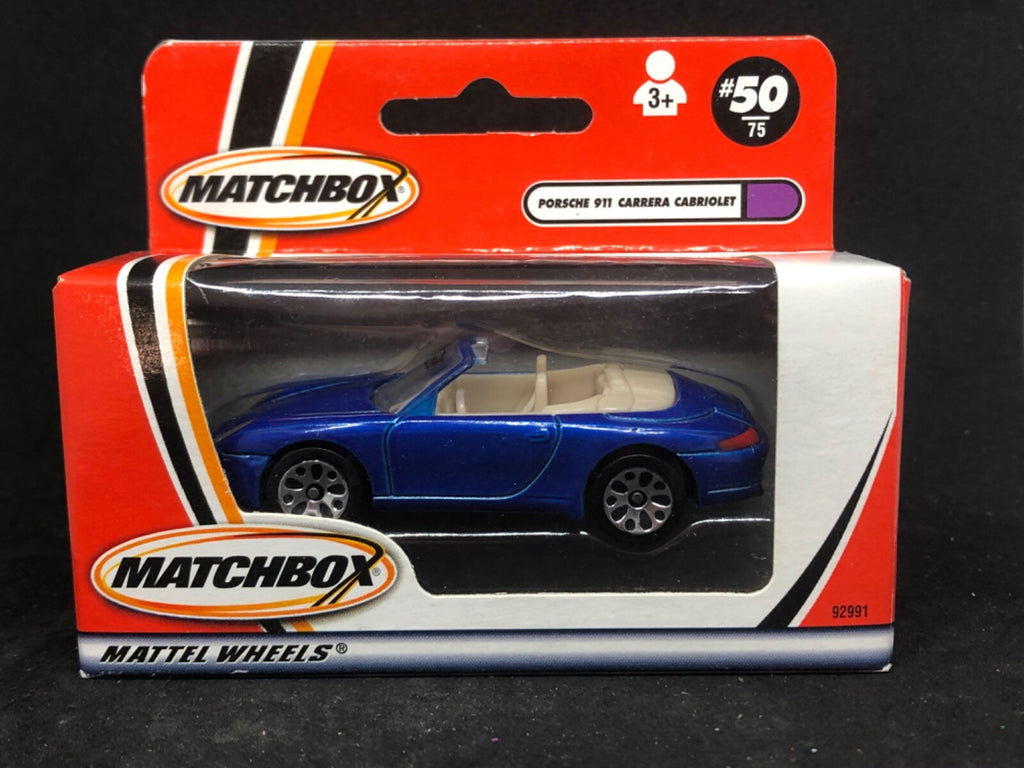 3+
#50
75
MATCHBOX®
PORSCHE 911 CARRERA CABRIOLET
MATCHBOX®
92991
MATTEL WHEELS®